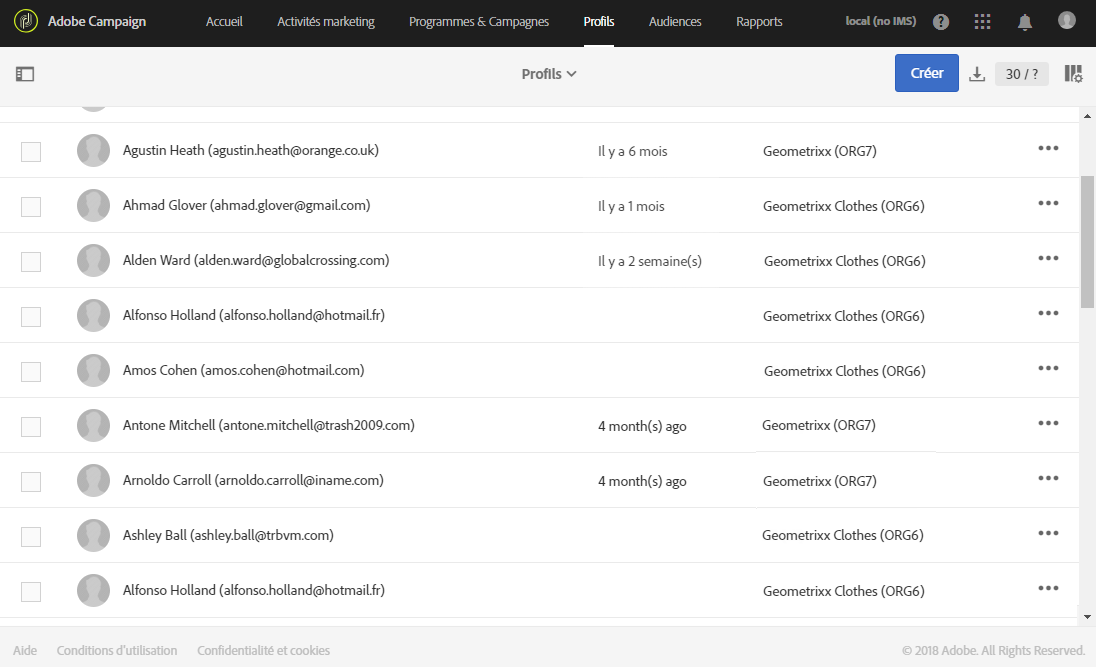 Adobe Campaign Accueil Activités marketing Programmes & Campagnes Profils Audiences Rapports local (no IMS) ?
Profils Créer 30 / ?
Agustin Heath (agustin.heath@orange.co.uk) Il y a 6 mois Geometrixx (ORG7)
Ahmad Glover (ahmad.glover@gmail.com) Il y a 1 mois Geometrixx Clothes (ORG6)
Alden Ward (alden.ward@globalcrossing.com) Il y a 2 semaine(s) Geometrixx Clothes (ORG6)
Alfonso Holland (alfonso.holland@hotmail.fr) Geometrixx Clothes (ORG6)
Amos Cohen (amos.cohen@hotmail.com) Geometrixx Clothes (ORG6)
Antone Mitchell (antone.mitchell@trash2009.com) 4 month(s) ago Geometrixx (ORG7)
Arnoldo Carroll (arnoldo.carroll@iname.com) 4 month(s) ago Geometrixx (ORG7)
Ashley Ball (ashley.ball@trbvm.com) Geometrixx Clothes (ORG6)
Alfonso Holland (alfonso.holland@hotmail.fr) Geometrixx Clothes (ORG6)
Aide Conditions d'utilisation Confidentialité et cookies © 2018 Adobe. All Rights Reserved.